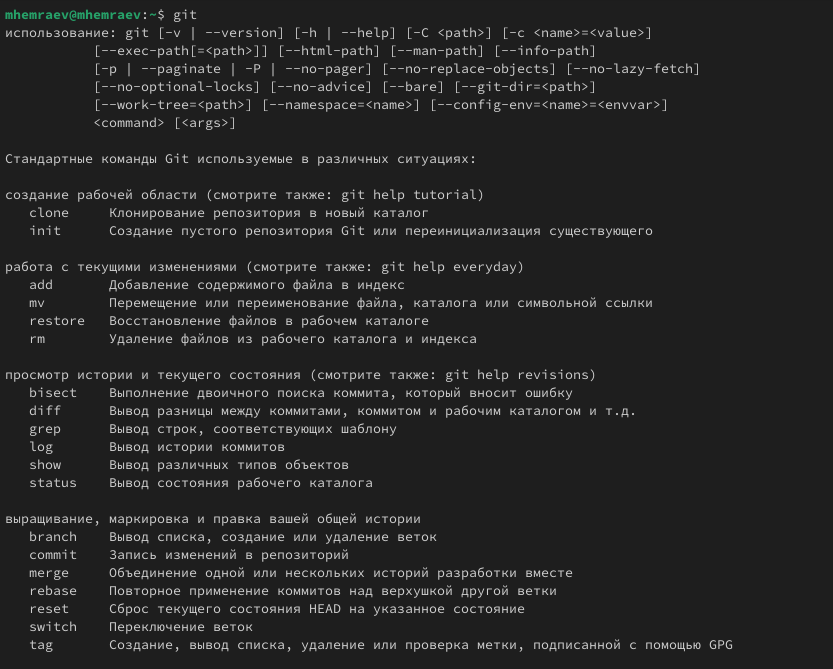 mhemraev@mhemraev:~$ git
использование: git [-v | --version] [-h | --help] [-C <path>] [-c <name>=<value>]
           [--exec-path[=<path>]] [--html-path] [--man-path] [--info-path]
           [-p | --paginate | -P | --no-pager] [--no-replace-objects] [--no-lazy-fetch]
           [--no-optional-locks] [--no-advice] [--bare] [--git-dir=<path>]
           [--work-tree=<path>] [--namespace=<name>] [--config-env=<name>=<envvar>]
           <command> [<args>]

Стандартные команды Git используемые в различных ситуациях:

создание рабочей области (смотрите также: git help tutorial)
   clone     Клонирование репозитория в новый каталог
   init      Создание пустого репозитория Git или переинициализация существующего

работа с текущими изменениями (смотрите также: git help everyday)
   add       Добавление содержимого файла в индекс
   mv        Перемещение или переименование файла, каталога или символьной ссылки
   restore   Восстановление файлов в рабочем каталоге
   rm        Удаление файлов из рабочего каталога и индекса

просмотр истории и текущего состояния (смотрите также: git help revisions)
   bisect    Выполнение двоичного поиска коммита, который вносит ошибку
   diff      Вывод разницы между коммитами, коммитом и рабочим каталогом и т.д.
   grep      Вывод строк, соответствующих шаблону
   log       Вывод истории коммитов
   show      Вывод различных типов объектов
   status    Вывод состояния рабочего каталога

выращивание, маркировка и правка вашей общей истории
   branch    Вывод списка, создание или удаление веток
   commit    Запись изменений в репозиторий
   merge     Объединение одной или нескольких историй разработки вместе
   rebase    Повторное применение коммитов над верхушкой другой ветки
   reset     Сброс текущего состояния HEAD на указанное состояние
   switch    Переключение веток
   tag       Создание, вывод списка, удаление или проверка метки, подписанной с помощью GPG